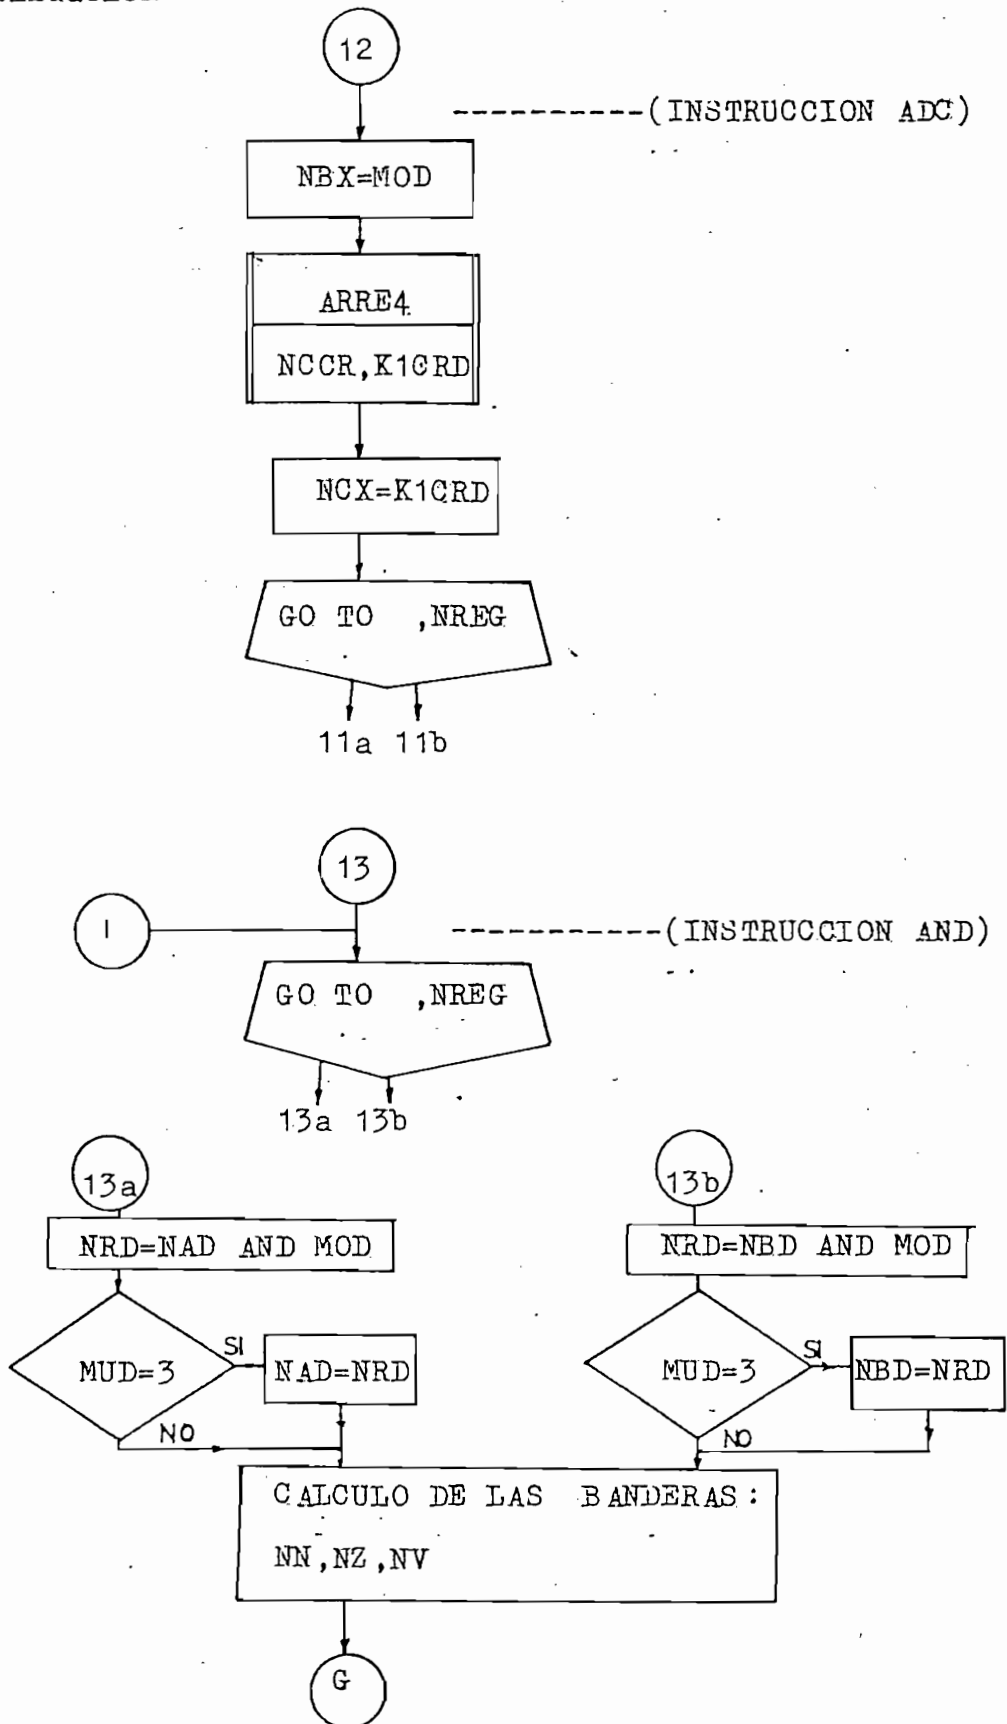 12
----------(INSTRUCCION ADC)
NBX=MOD
ARRE4
NCCR,K1CRD
NCX=K1CRD
GO TO ,NREG
11a 11b
13
I
-----------(INSTRUCCION AND)
GO TO ,NREG
13a 13b
13a
13b
NRD=NAD AND MOD
NRD=NBD AND MOD
MUD=3
SI
NAD=NRD
MUD=3
SI
NBD=NRD
NO
NO
CALCULO DE LAS BANDERAS:
NN,NZ,NV
G